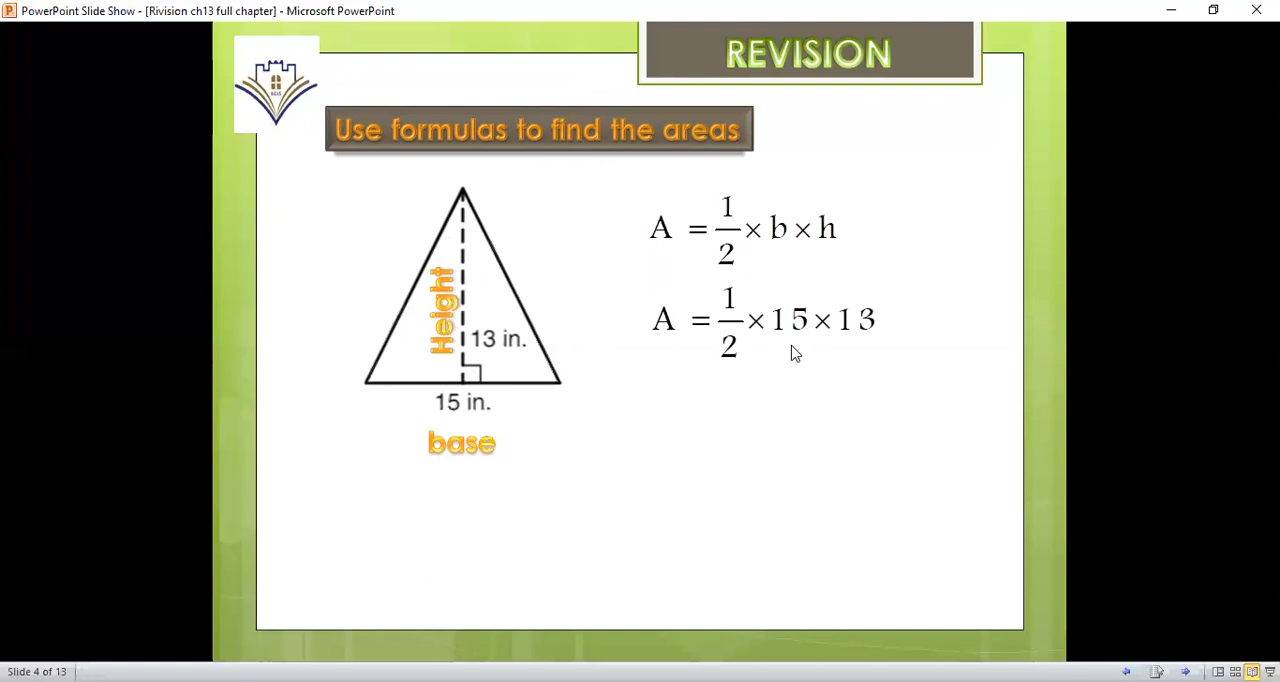 PowerPoint Slide Show - [Rivision ch13 full chapter] - Microsoft PowerPoint
REVISION
Use formulas to find the areas
A = 1/2 × b × h
Height
13 in.
A = 1/2 × 15 × 13
15 in.
base
Slide 4 of 13